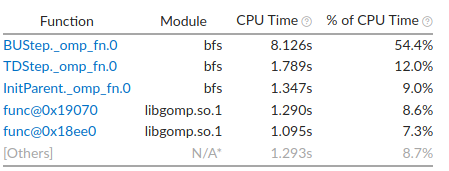 Function Module CPU Time % of CPU Time
BUStep._omp_fn.0 bfs 8.126s 54.4%
TDStep._omp_fn.0 bfs 1.789s 12.0%
InitParent._omp_fn.0 bfs 1.347s 9.0%
func@0x19070 libgomp.so.1 1.290s 8.6%
func@0x18ee0 libgomp.so.1 1.095s 7.3%
[Others] N/A* 1.293s 8.7%